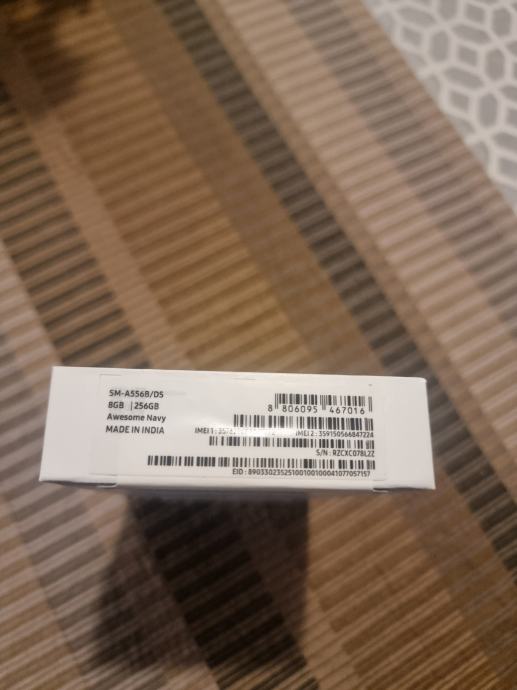 SM-A556B/DS
8GB | 256GB
Awesome Navy
MADE IN INDIA
8 806095 467016
IMEI 1 : IMEI 2 : 359150566847224
S/N : RZCXC078L2Z
EID : 89033023525100100100041077057157